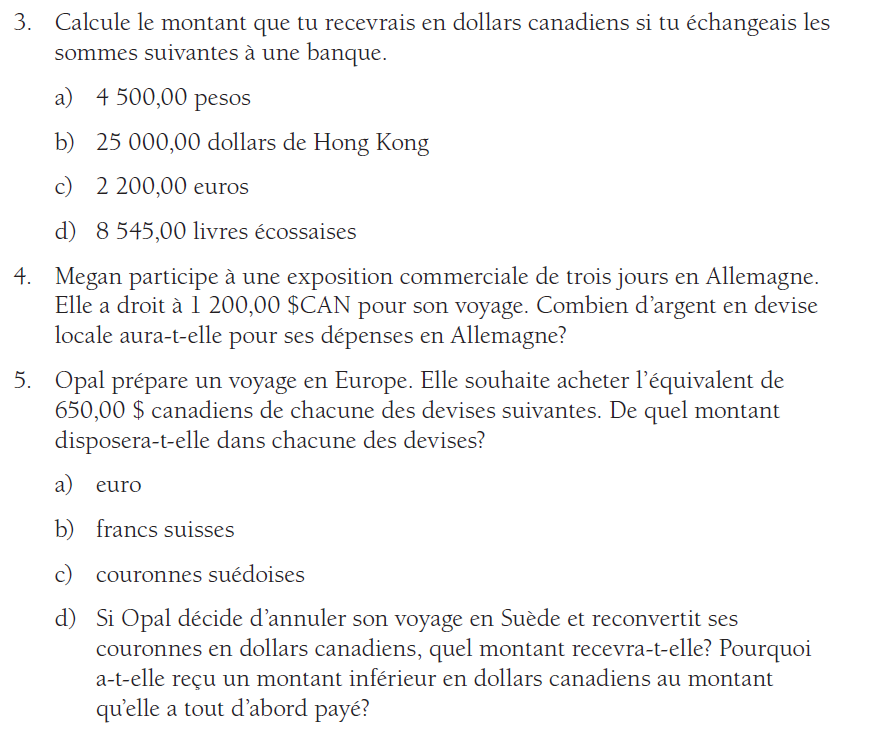 3. Calcule le montant que tu recevrais en dollars canadiens si tu échangeais les
sommes suivantes à une banque.
a) 4 500,00 pesos
b) 25 000,00 dollars de Hong Kong
c) 2 200,00 euros
d) 8 545,00 livres écossaises
4. Megan participe à une exposition commerciale de trois jours en Allemagne.
Elle a droit à 1 200,00 $CAN pour son voyage. Combien d’argent en devise
locale aura-t-elle pour ses dépenses en Allemagne?
5. Opal prépare un voyage en Europe. Elle souhaite acheter l’équivalent de
650,00 $ canadiens de chacune des devises suivantes. De quel montant
disposera-t-elle dans chacune des devises?
a) euro
b) francs suisses
c) couronnes suédoises
d) Si Opal décide d’annuler son voyage en Suède et reconvertit ses
couronnes en dollars canadiens, quel montant recevra-t-elle? Pourquoi
a-t-elle reçu un montant inférieur en dollars canadiens au montant
qu’elle a tout d’abord payé?